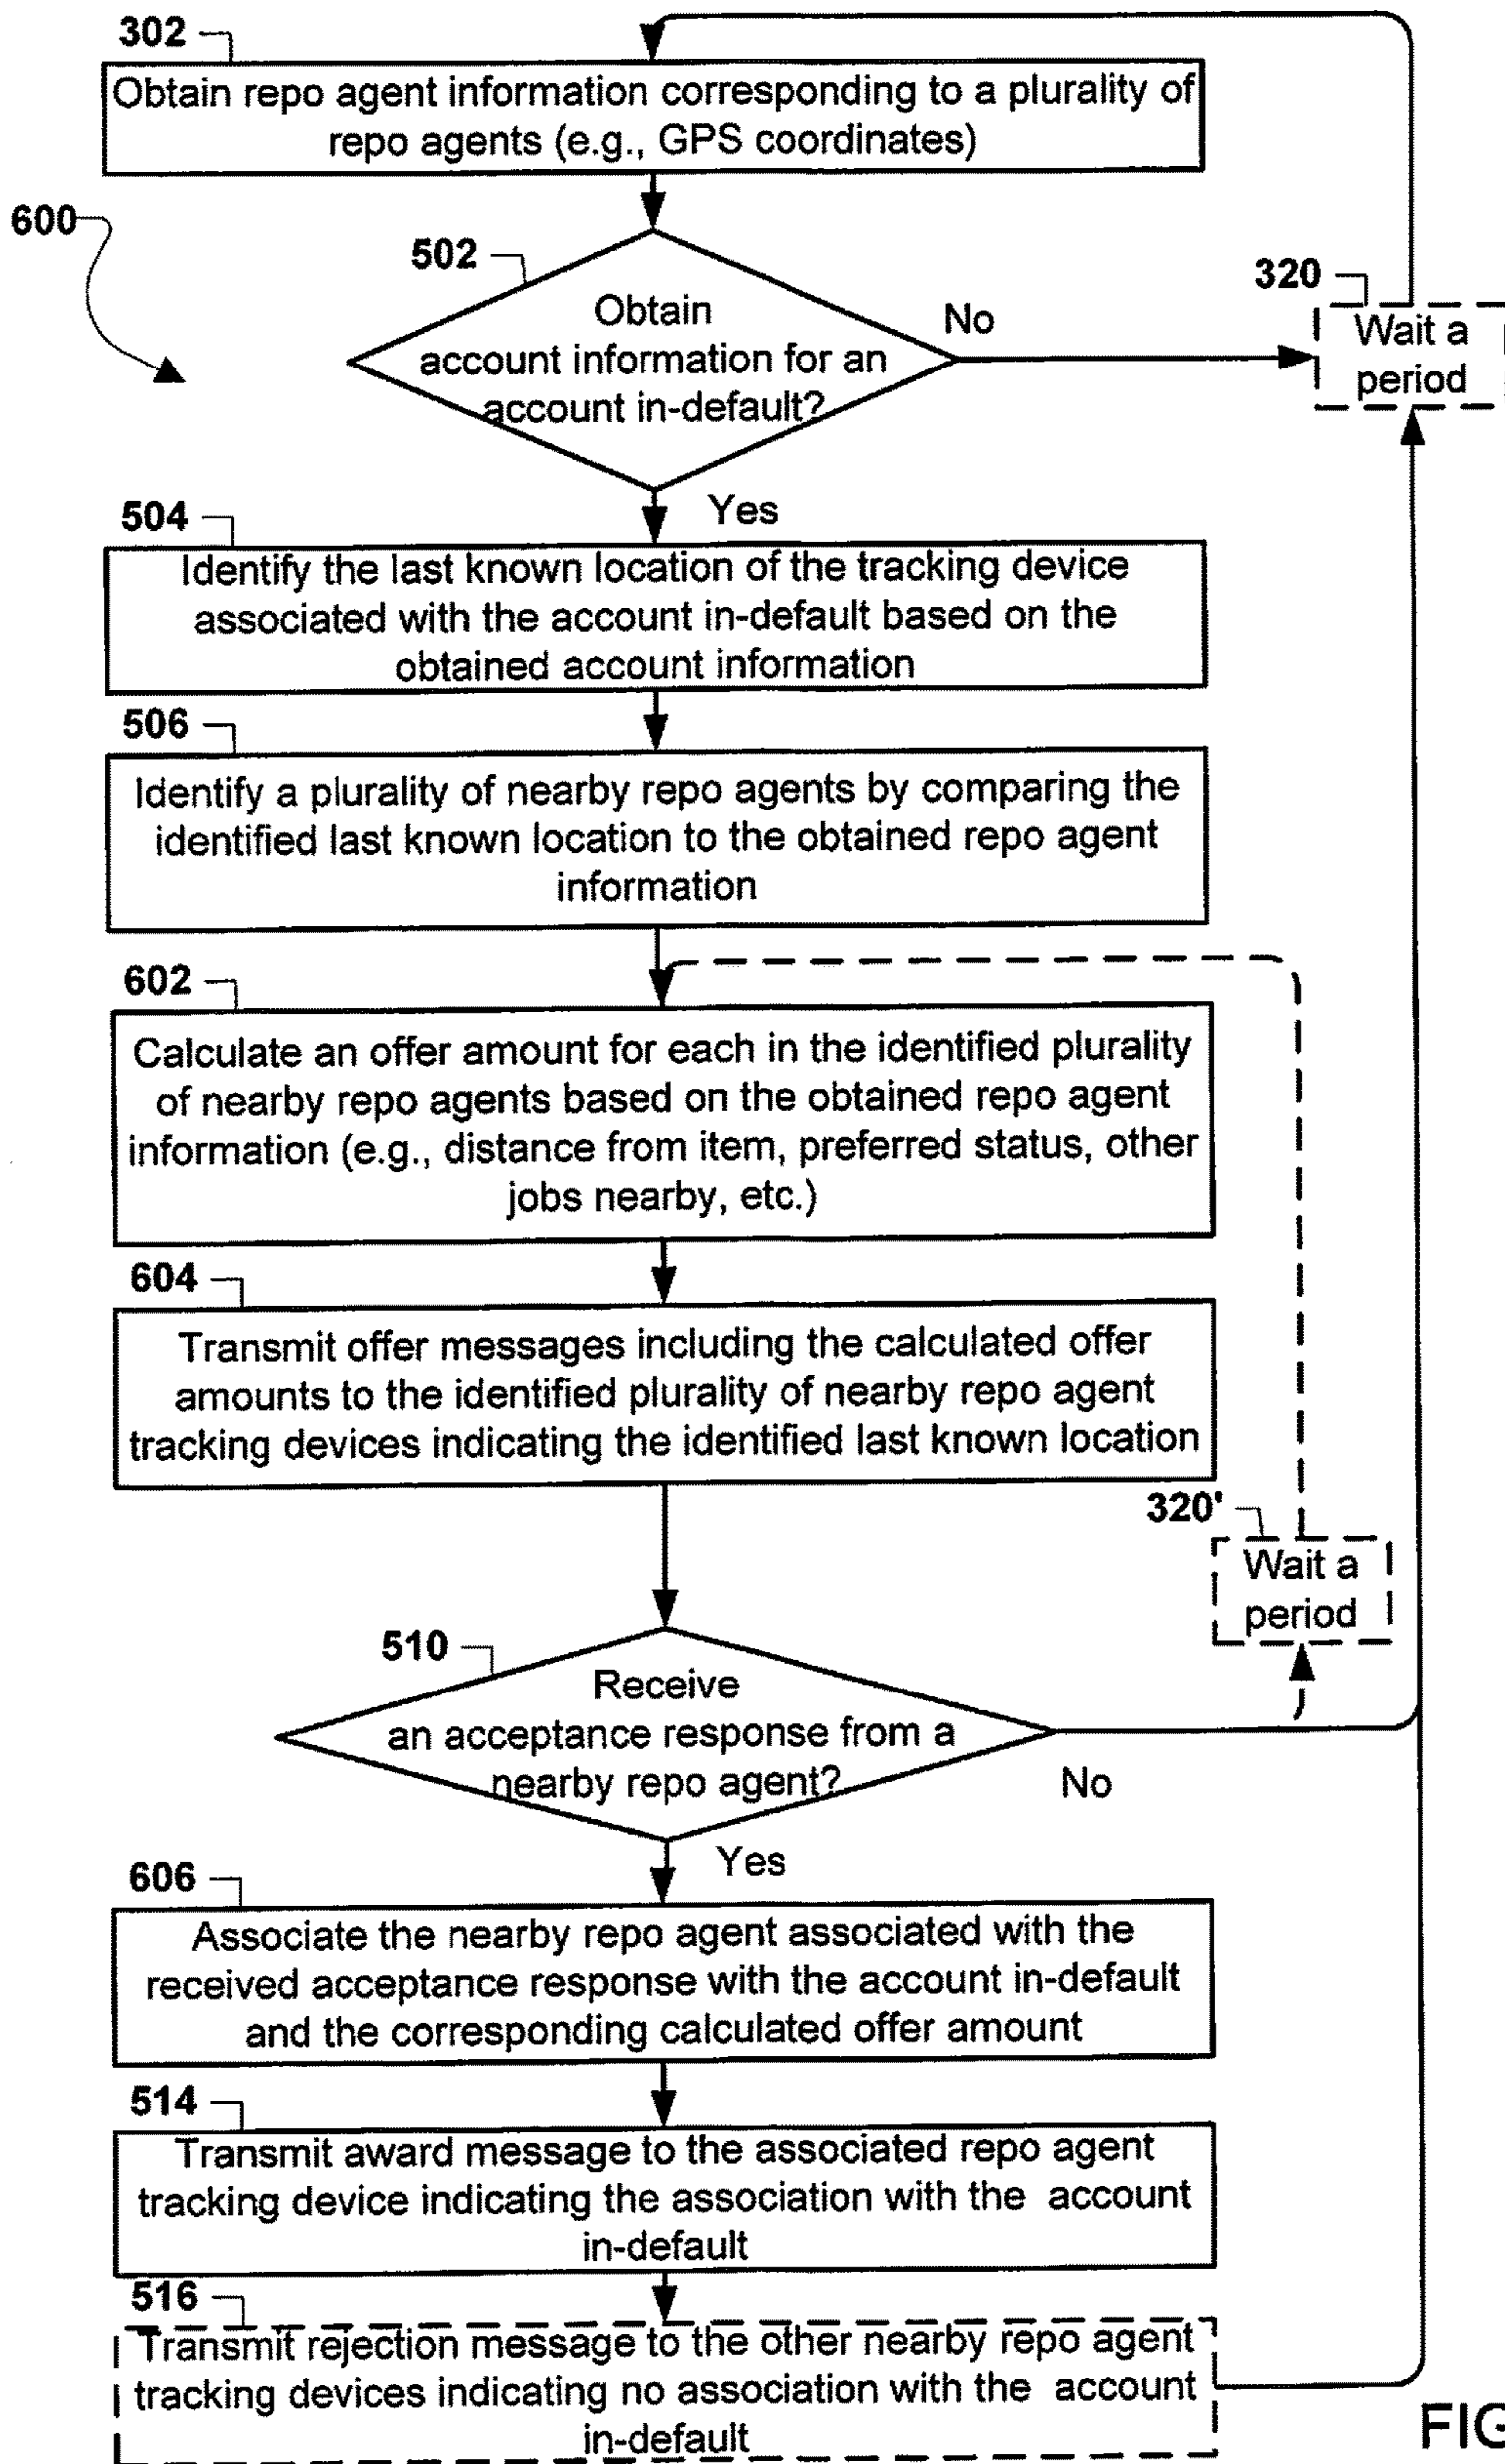 302
Obtain repo agent information corresponding to a plurality of
repo agents (e.g., GPS coordinates)
600
502
Obtain
account information for an
account in-default?
No
320
Wait a
period
Yes
504
Identify the last known location of the tracking device
associated with the account in-default based on the
obtained account information
506
Identify a plurality of nearby repo agents by comparing the
identified last known location to the obtained repo agent
information
602
Calculate an offer amount for each in the identified plurality
of nearby repo agents based on the obtained repo agent
information (e.g., distance from item, preferred status, other
jobs nearby, etc.)
604
Transmit offer messages including the calculated offer
amounts to the identified plurality of nearby repo agent
tracking devices indicating the identified last known location
320'
Wait a
period
510
Receive
an acceptance response from a
nearby repo agent?
No
Yes
606
Associate the nearby repo agent associated with the
received acceptance response with the account in-default
and the corresponding calculated offer amount
514
Transmit award message to the associated repo agent
tracking device indicating the association with the account
in-default
516
Transmit rejection message to the other nearby repo agent
tracking devices indicating no association with the account
in-default
FIG